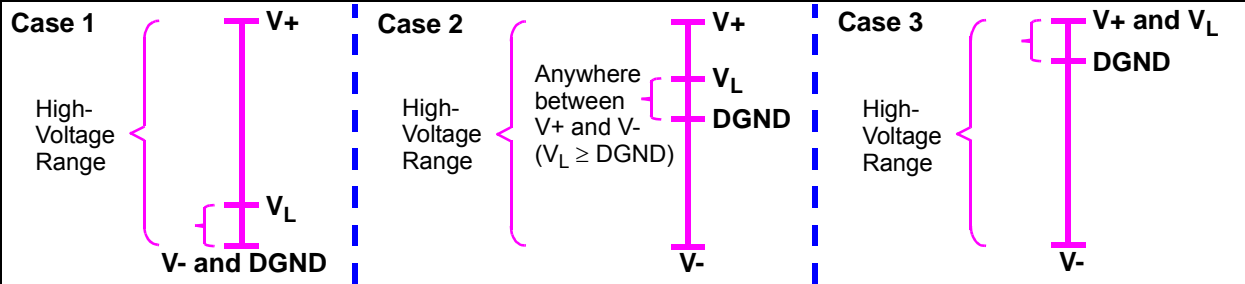 Case 1
V+
High-
Voltage
Range
VL
V- and DGND
Case 2
V+
Anywhere
between
V+ and V-
(VL ≥ DGND)
High-
Voltage
Range
VL
DGND
V-
Case 3
V+ and VL
DGND
High-
Voltage
Range
V-